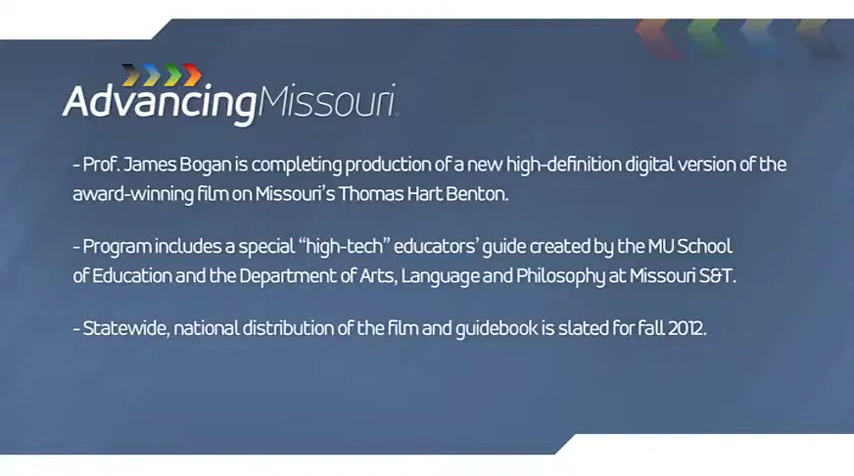 AdvancingMissouri
- Prof. James Bogan is completing production of a new high-definition digital version of the
award-winning film on Missouri's Thomas Hart Benton.
- Program includes a special “high-tech” educators' guide created by the MU School
of Education and the Department of Arts, Language and Philosophy at Missouri S&T.
- Statewide, national distribution of the film and guidebook is slated for fall 2012.